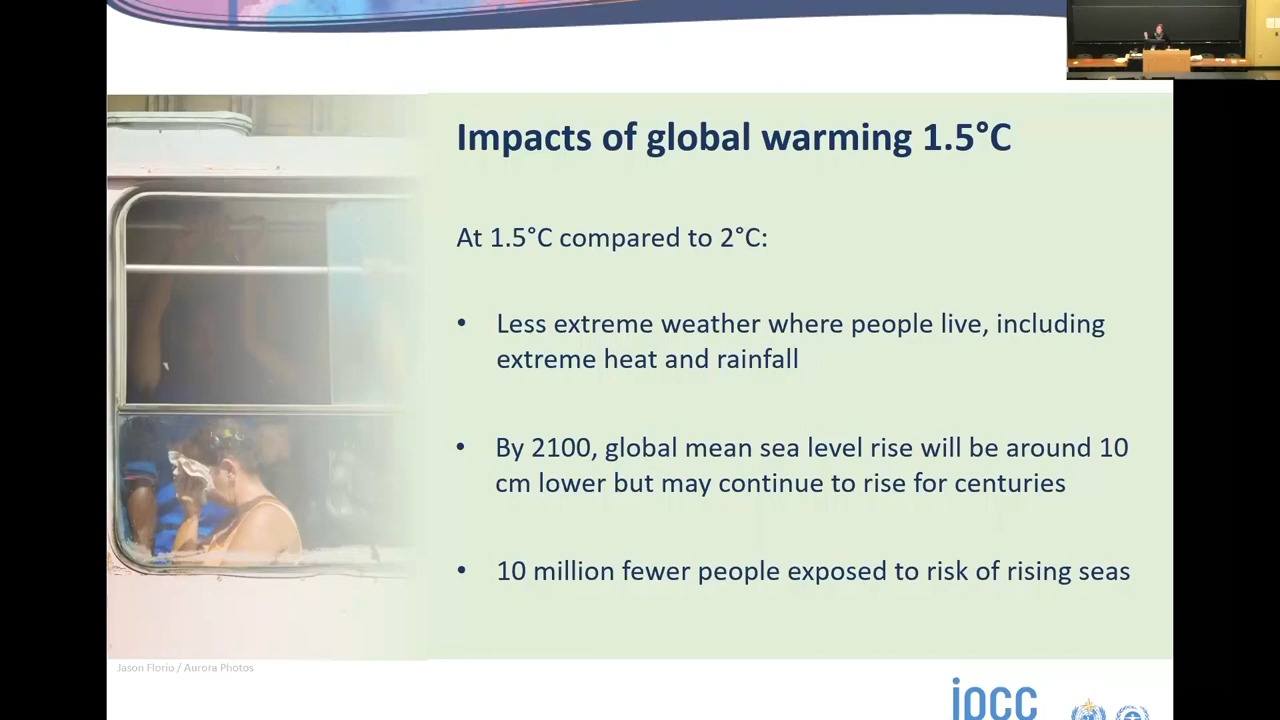 Impacts of global warming 1.5°C
At 1.5°C compared to 2°C:
• Less extreme weather where people live, including
extreme heat and rainfall
• By 2100, global mean sea level rise will be around 10
cm lower but may continue to rise for centuries
• 10 million fewer people exposed to risk of rising seas
Jason Florio / Aurora Photos
ipcc